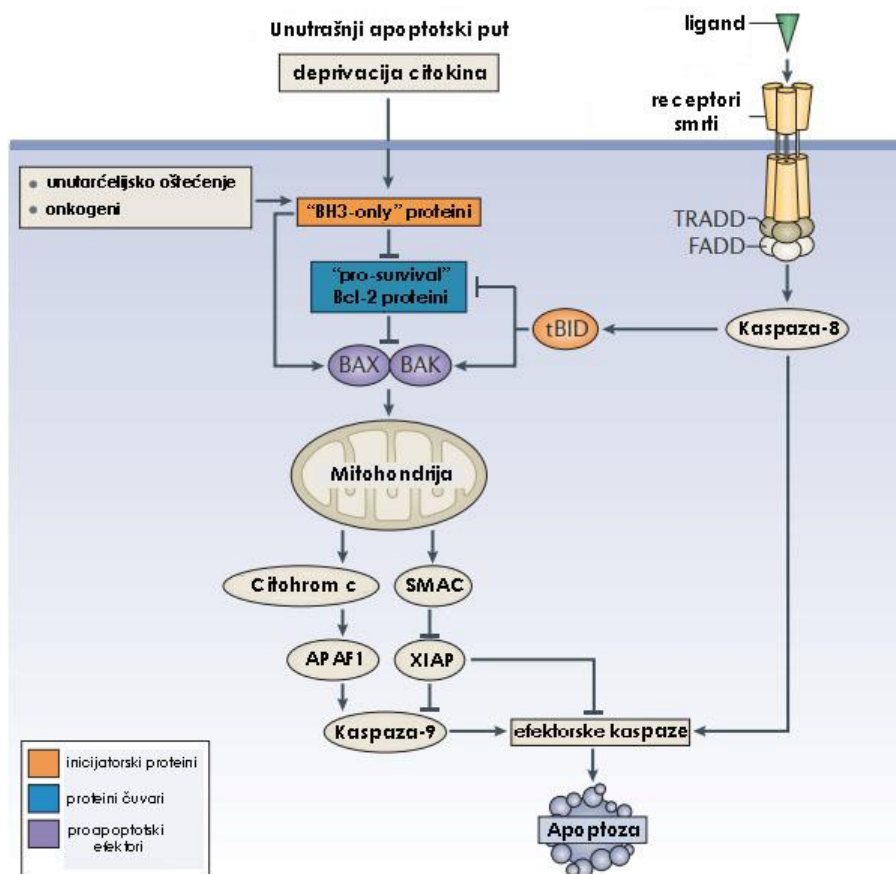 Unutrašnji apoptotski put
deprivacija citokina
ligand
receptori
smrti
• unutarćelijsko oštećenje
• onkogeni
"BH3-only" proteini
TRADD
FADD
"pro-survival"
Bcl-2 proteini
tBID
Kaspaza-8
BAX
BAK
Mitohondrija
Citohrom c
SMAC
APAF1
XIAP
Kaspaza-9
efektorske kaspaze
Apoptoza
inicijatorski proteini
proteini čuvari
proapoptotski
efektori